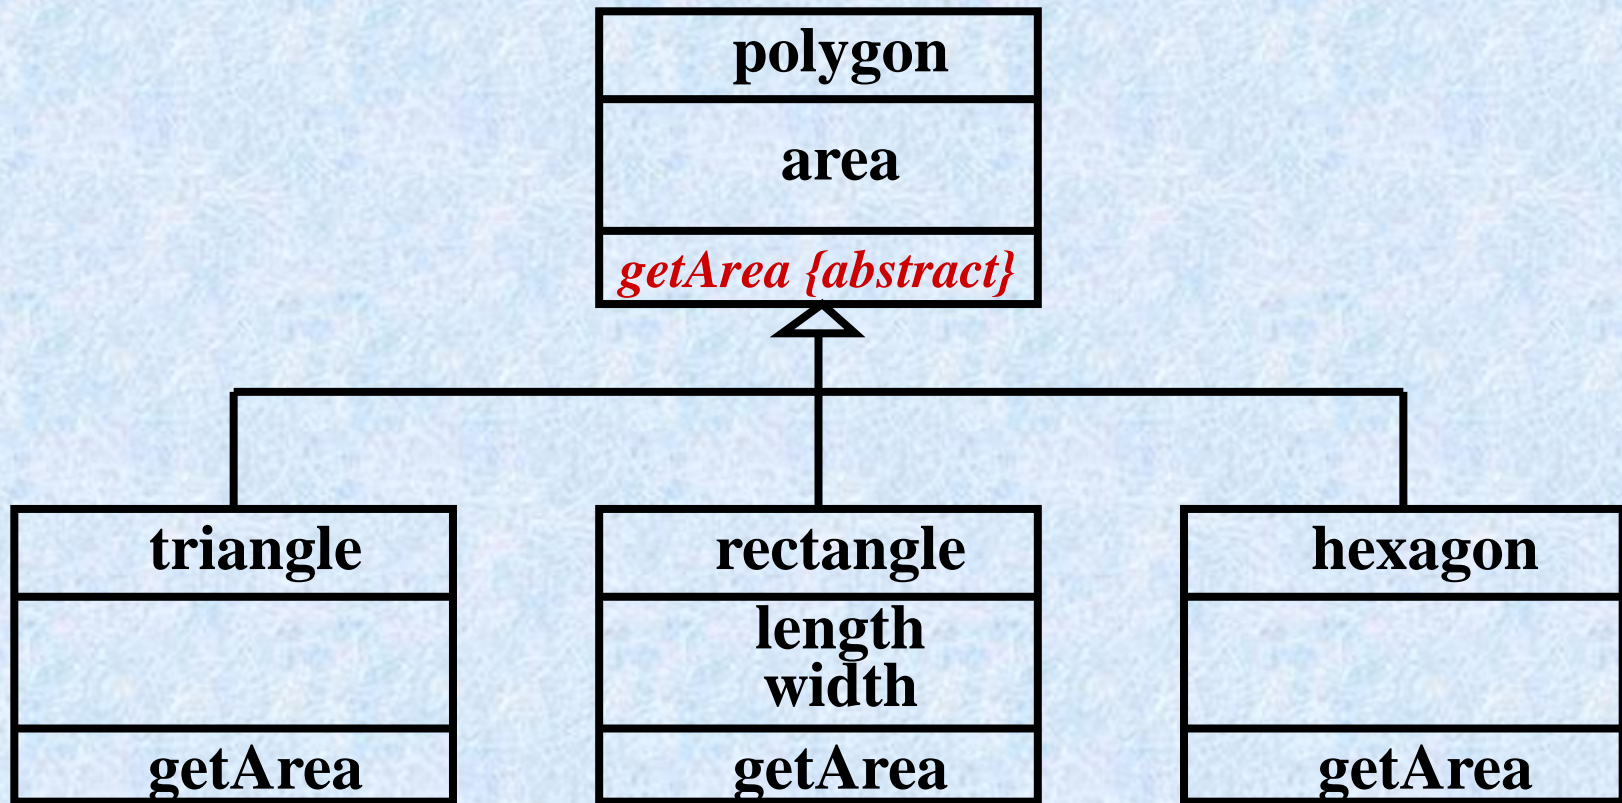 polygon
area
getArea {abstract}
triangle
rectangle
hexagon
length
width
getArea
getArea
getArea